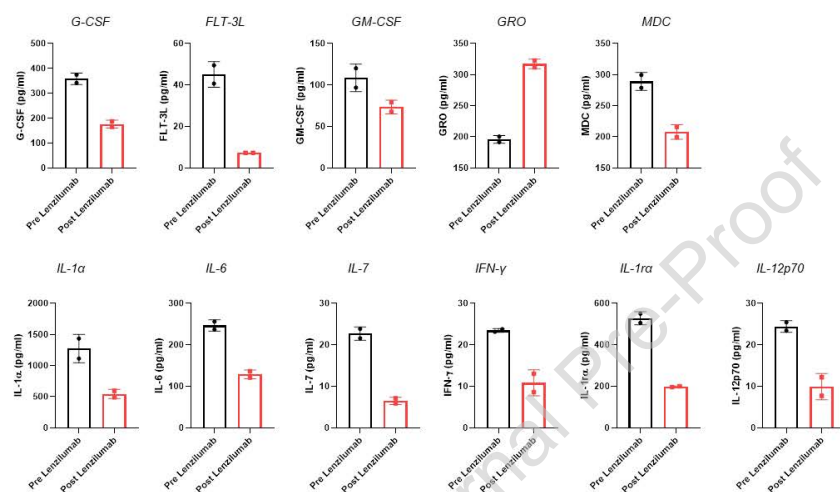 G-CSF FLT-3L GM-CSF GRO MDC
G-CSF (pg/ml)
500
400
300
200
100
0
Pre Lenzilumab
Post Lenzilumab
FLT-3L (pg/ml)
60
40
20
0
Pre Lenzilumab
Post Lenzilumab
GM-CSF (pg/ml)
150
100
50
0
Pre Lenzilumab
Post Lenzilumab
GRO (pg/ml)
350
300
250
200
150
Pre Lenzilumab
Post Lenzilumab
MDC (pg/ml)
350
300
250
200
150
Pre Lenzilumab
Post Lenzilumab
IL-1α IL-6 IL-7 IFN-γ IL-1rα IL-12p70
IL-1α (pg/ml)
2000
1500
1000
500
0
Pre Lenzilumab
Post Lenzilumab
IL-6 (pg/ml)
300
200
100
0
Pre Lenzilumab
Post Lenzilumab
IL-7 (pg/ml)
30
20
10
0
Pre Lenzilumab
Post Lenzilumab
IFN-γ (pg/ml)
30
20
10
0
Pre Lenzilumab
Post Lenzilumab
IL-1rα (pg/ml)
600
400
200
0
Pre Lenzilumab
Post Lenzilumab
IL-12p70 (pg/ml)
30
20
10
0
Pre Lenzilumab
Post Lenzilumab
rnal Pre-Proof